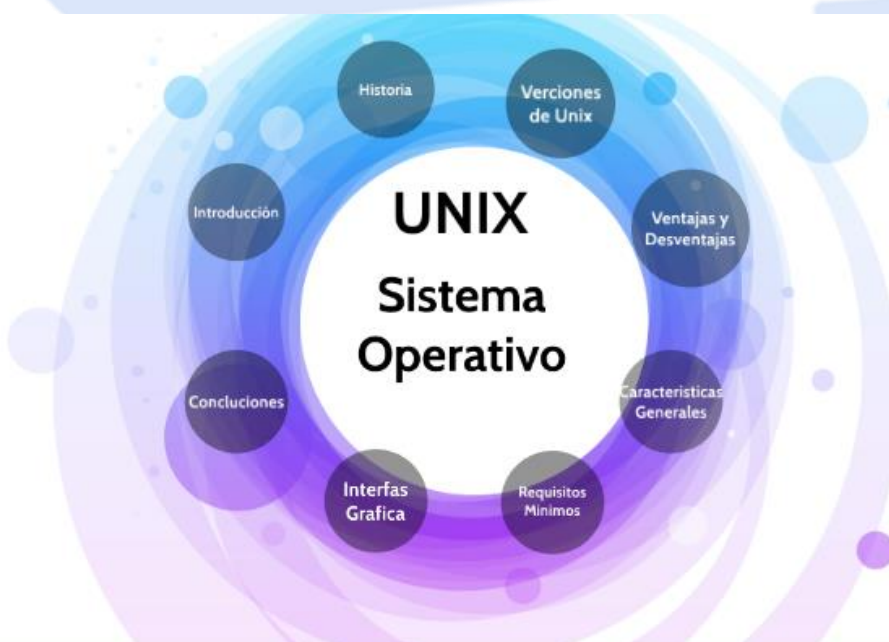 UNIX
Sistema
Operativo
Introducción
Historia
Verciones
de Unix
Ventajas y
Desventajas
Caracteristicas
Generales
Requisitos
Minimos
Interfas
Grafica
Concluciones